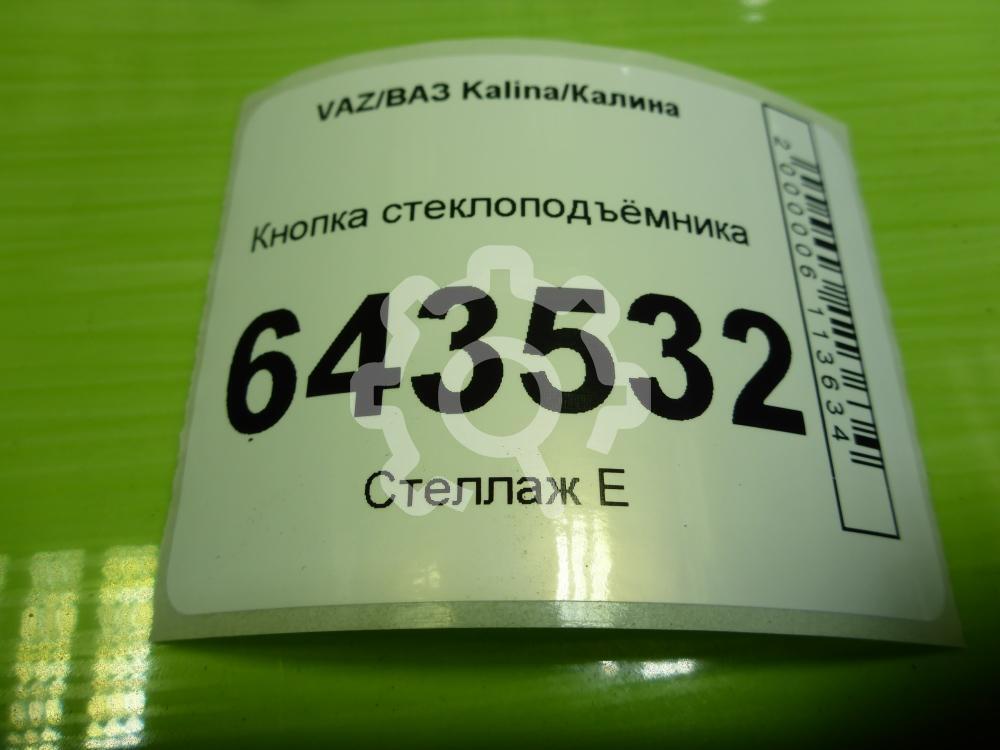 VAZ/ВАЗ Kalina/Калина
Кнопка стеклоподъёмника
643532
Стеллаж Е
2000006113634